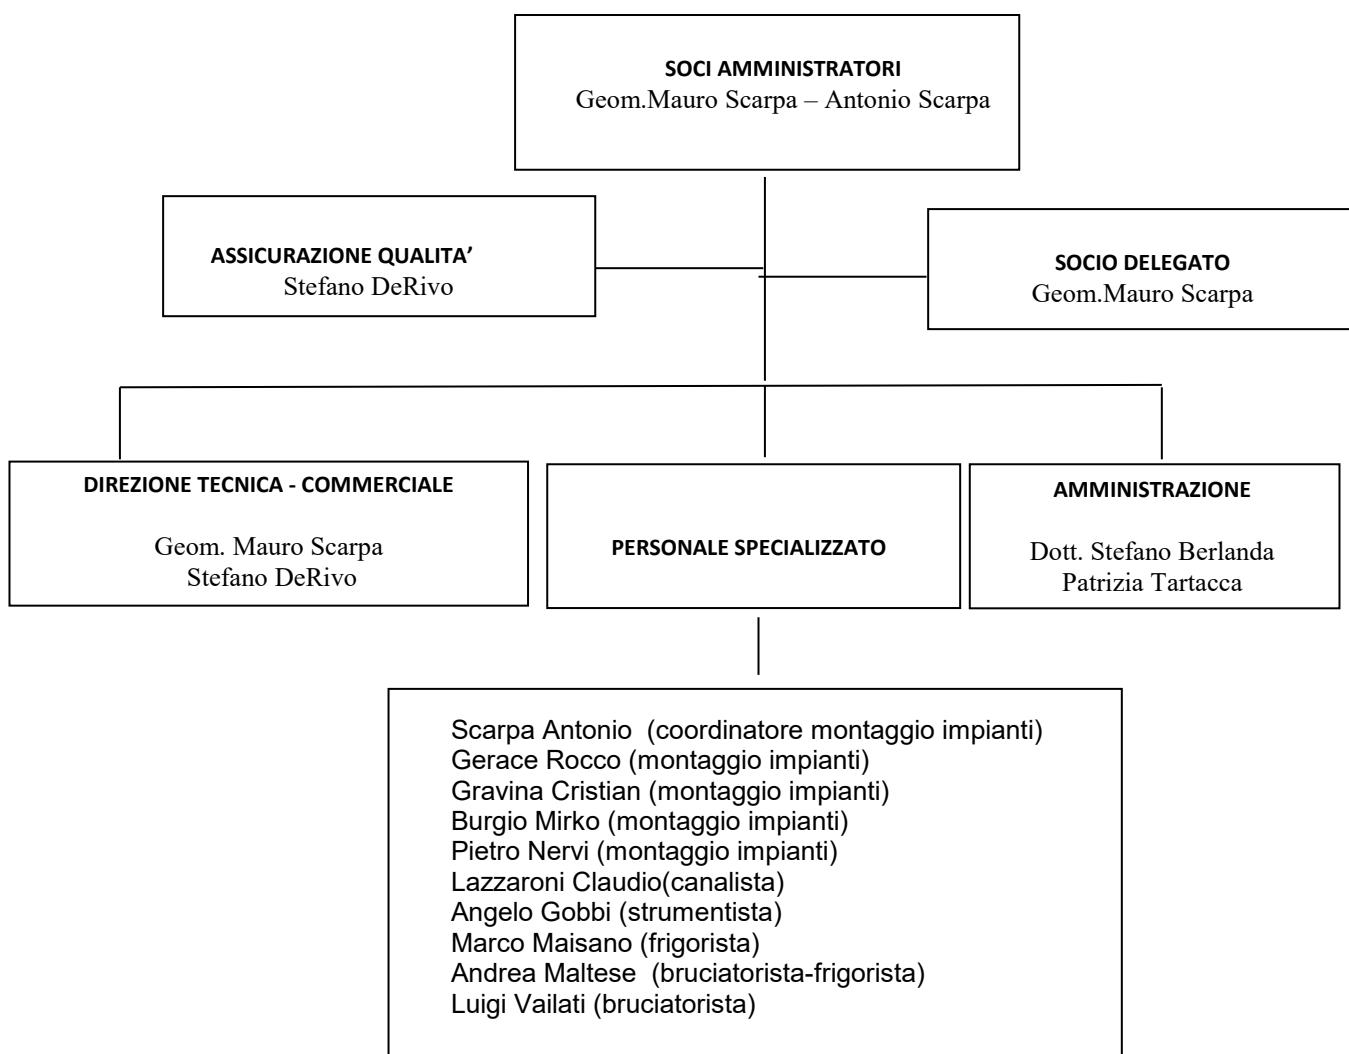 SOCI AMMINISTRATORI
Geom.Mauro Scarpa – Antonio Scarpa
ASSICURAZIONE QUALITA’
Stefano DeRivo
SOCIO DELEGATO
Geom.Mauro Scarpa
DIREZIONE TECNICA - COMMERCIALE
Geom. Mauro Scarpa
Stefano DeRivo
PERSONALE SPECIALIZZATO
AMMINISTRAZIONE
Dott. Stefano Berlanda
Patrizia Tartacca
Scarpa Antonio  (coordinatore montaggio impianti)
Gerace Rocco (montaggio impianti)
Gravina Cristian (montaggio impianti)
Burgio Mirko (montaggio impianti)
Pietro Nervi (montaggio impianti)
Lazzaroni Claudio(canalista)
Angelo Gobbi (strumentista)
Marco Maisano (frigorista)
Andrea Maltese  (bruciatorista-frigorista)
Luigi Vailati (bruciatorista)